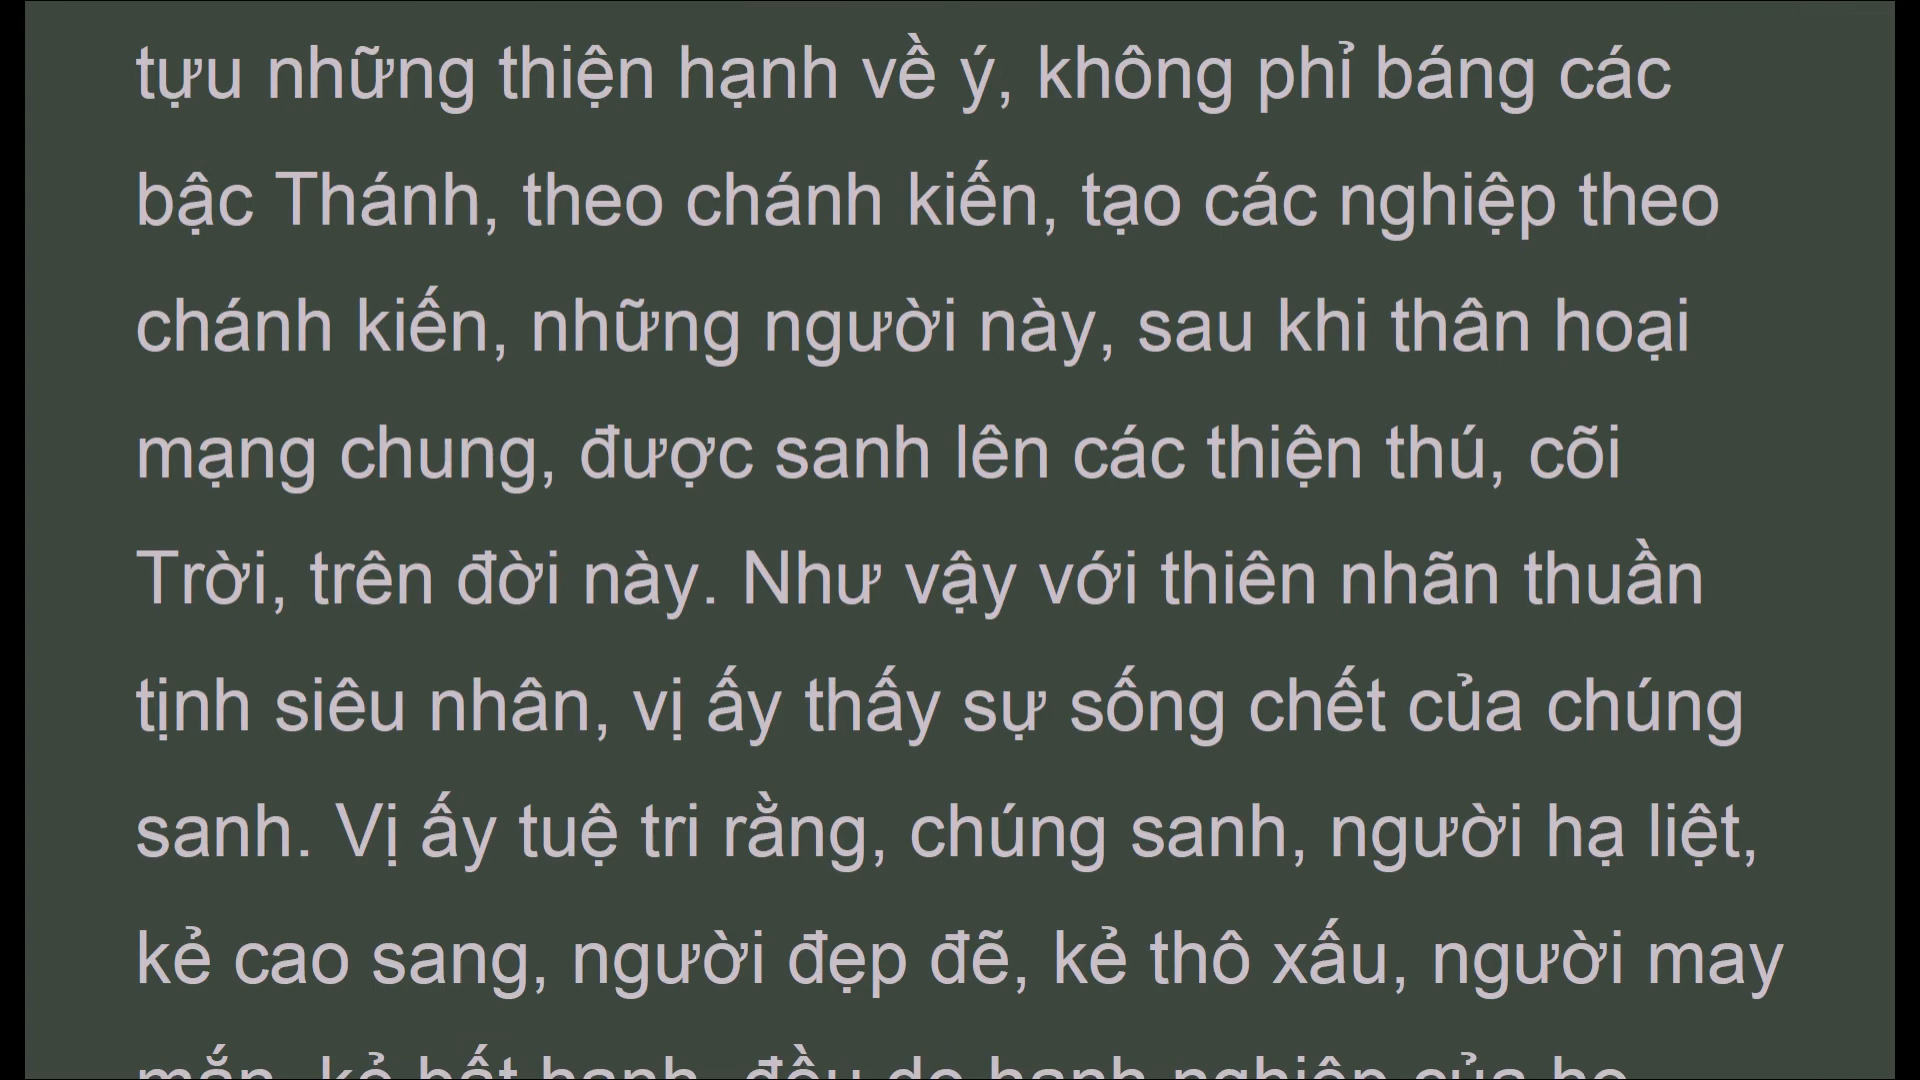 tựu những thiện hạnh về ý, không phỉ báng các
bậc Thánh, theo chánh kiến, tạo các nghiệp theo
chánh kiến, những người này, sau khi thân hoại
mạng chung, được sanh lên các thiện thú, cõi
Trời, trên đời này. Như vậy với thiên nhãn thuần
tịnh siêu nhân, vị ấy thấy sự sống chết của chúng
sanh. Vị ấy tuệ tri rằng, chúng sanh, người hạ liệt,
kẻ cao sang, người đẹp đẽ, kẻ thô xấu, người may